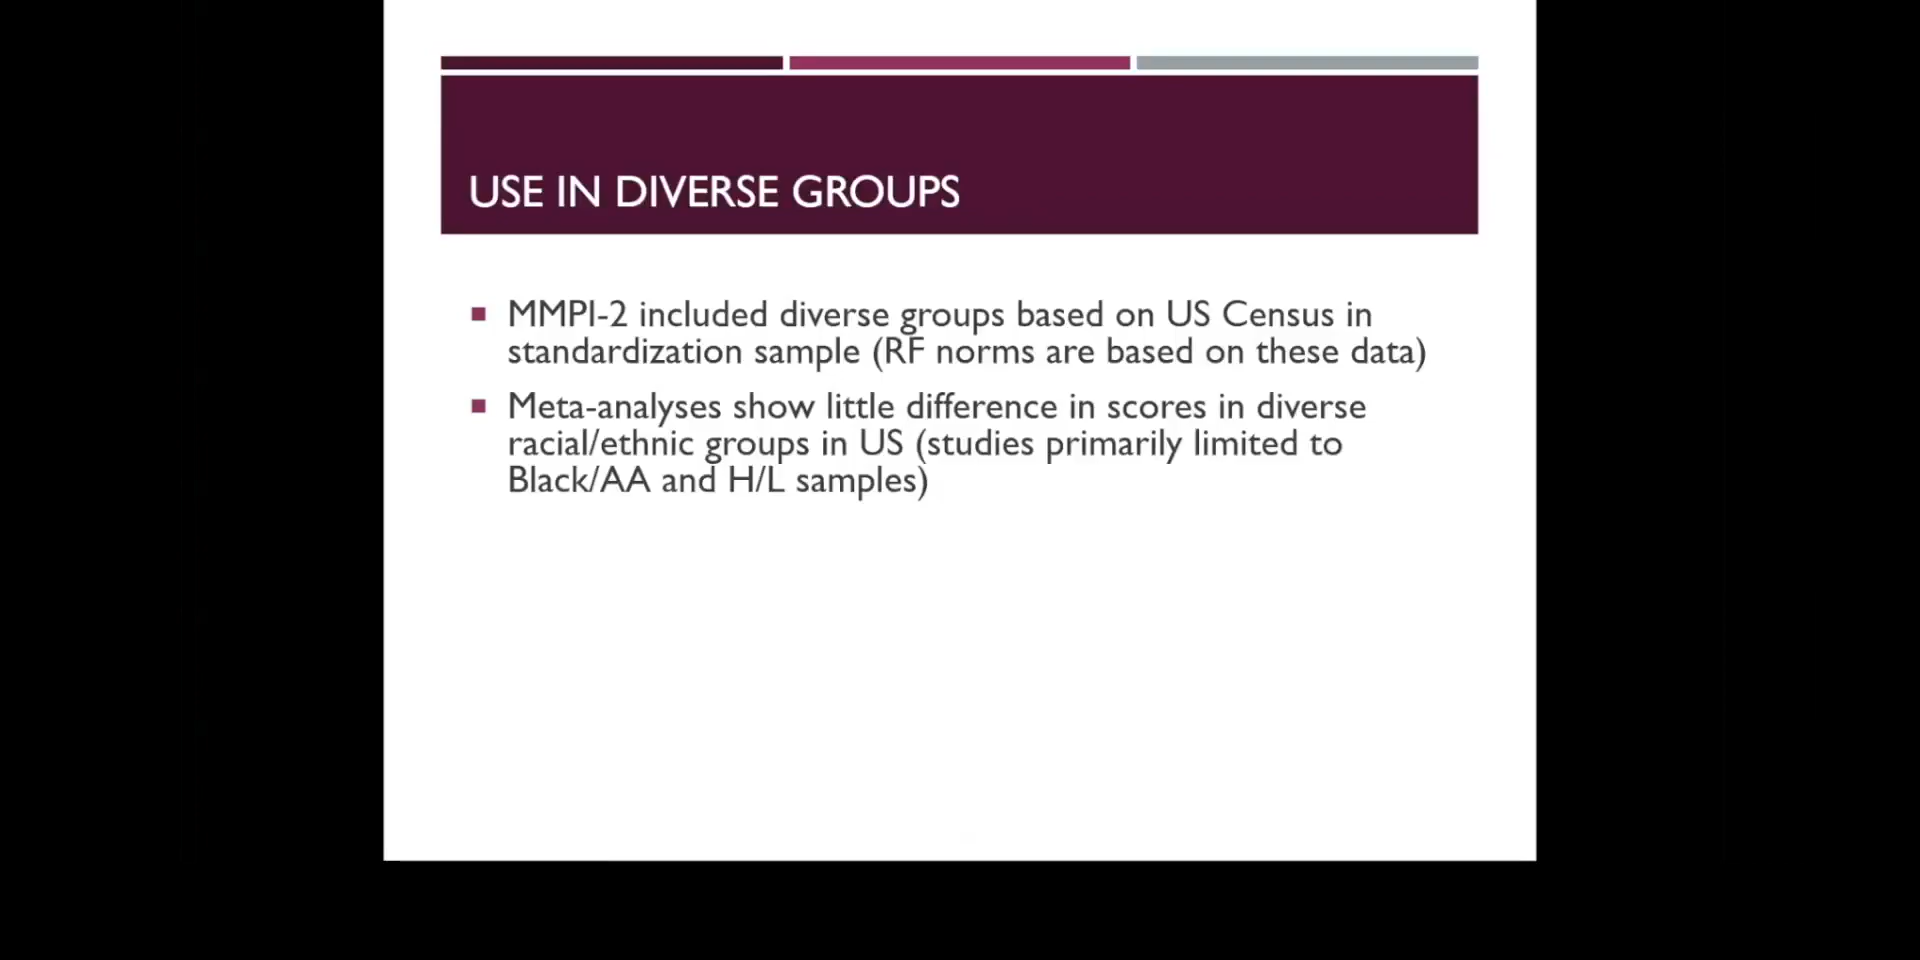 USE IN DIVERSE GROUPS
MMPI-2 included diverse groups based on US Census in
standardization sample (RF norms are based on these data)
Meta-analyses show little difference in scores in diverse
racial/ethnic groups in US (studies primarily limited to
Black/AA and H/L samples)